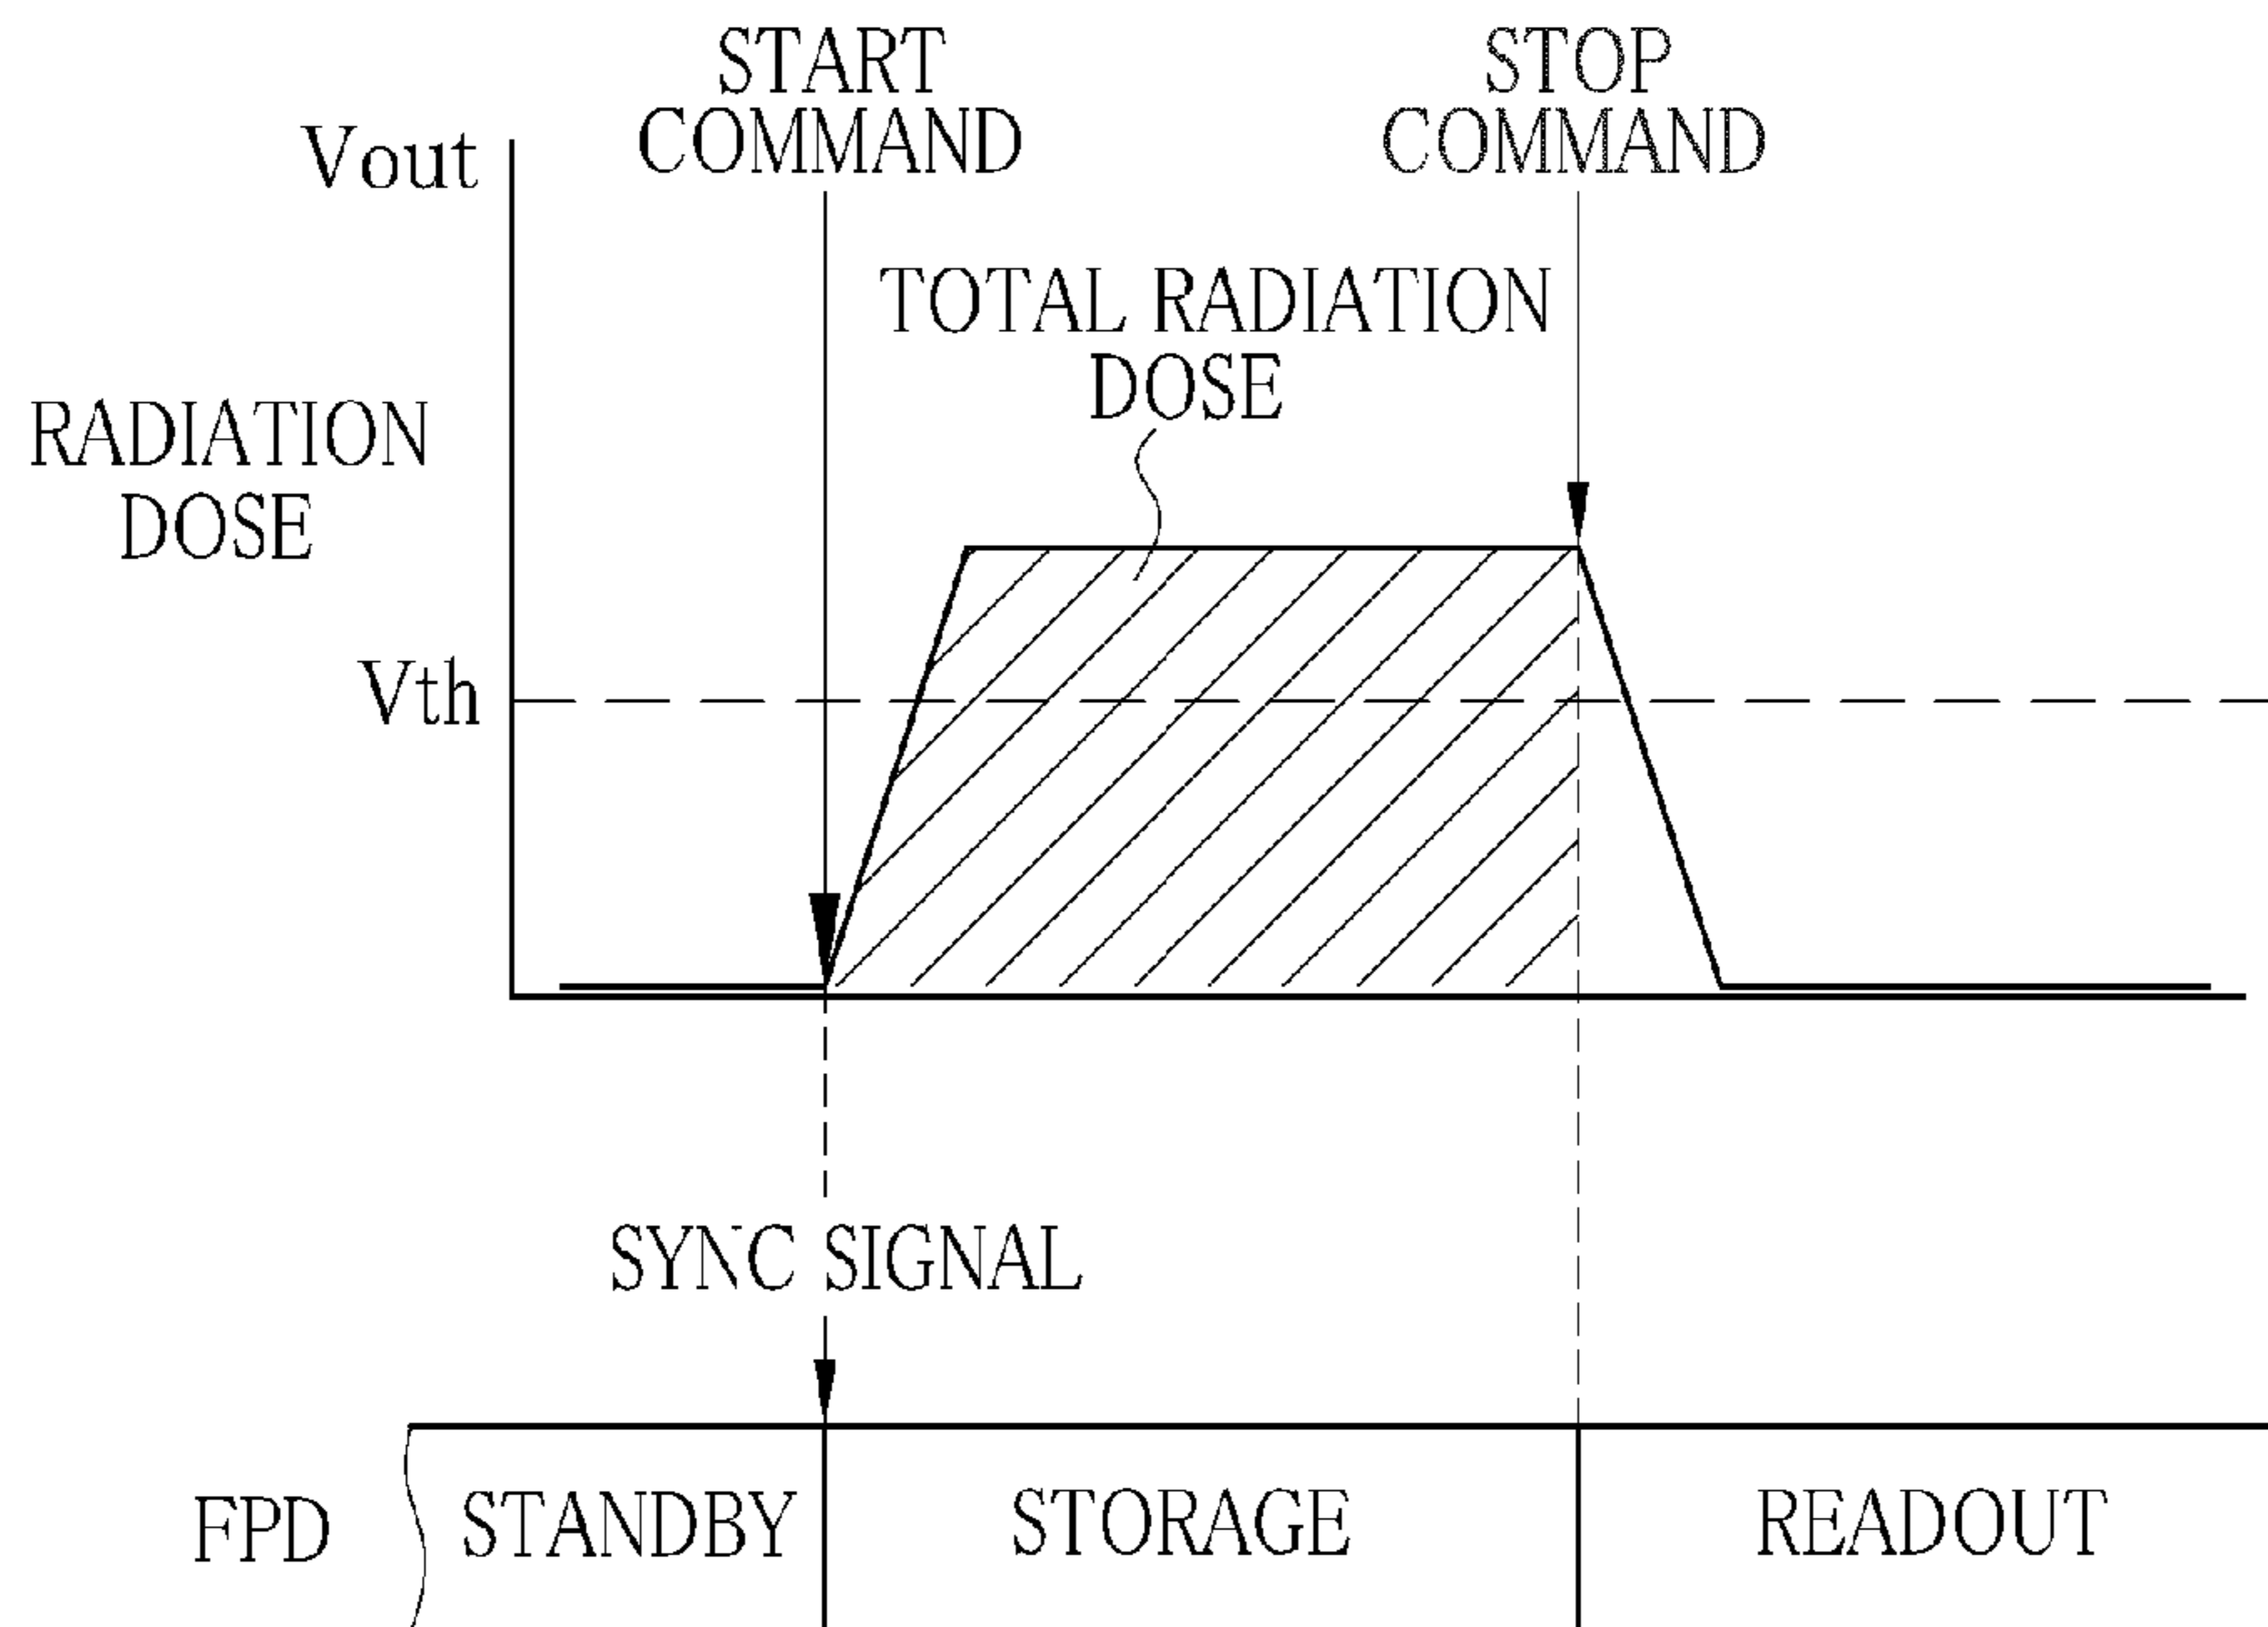 START
COMMAND
STOP
COMMAND
Vout
TOTAL RADIATION
DOSE
RADIATION
DOSE
Vth
SYNC SIGNAL
FPD
STANDBY
STORAGE
READOUT